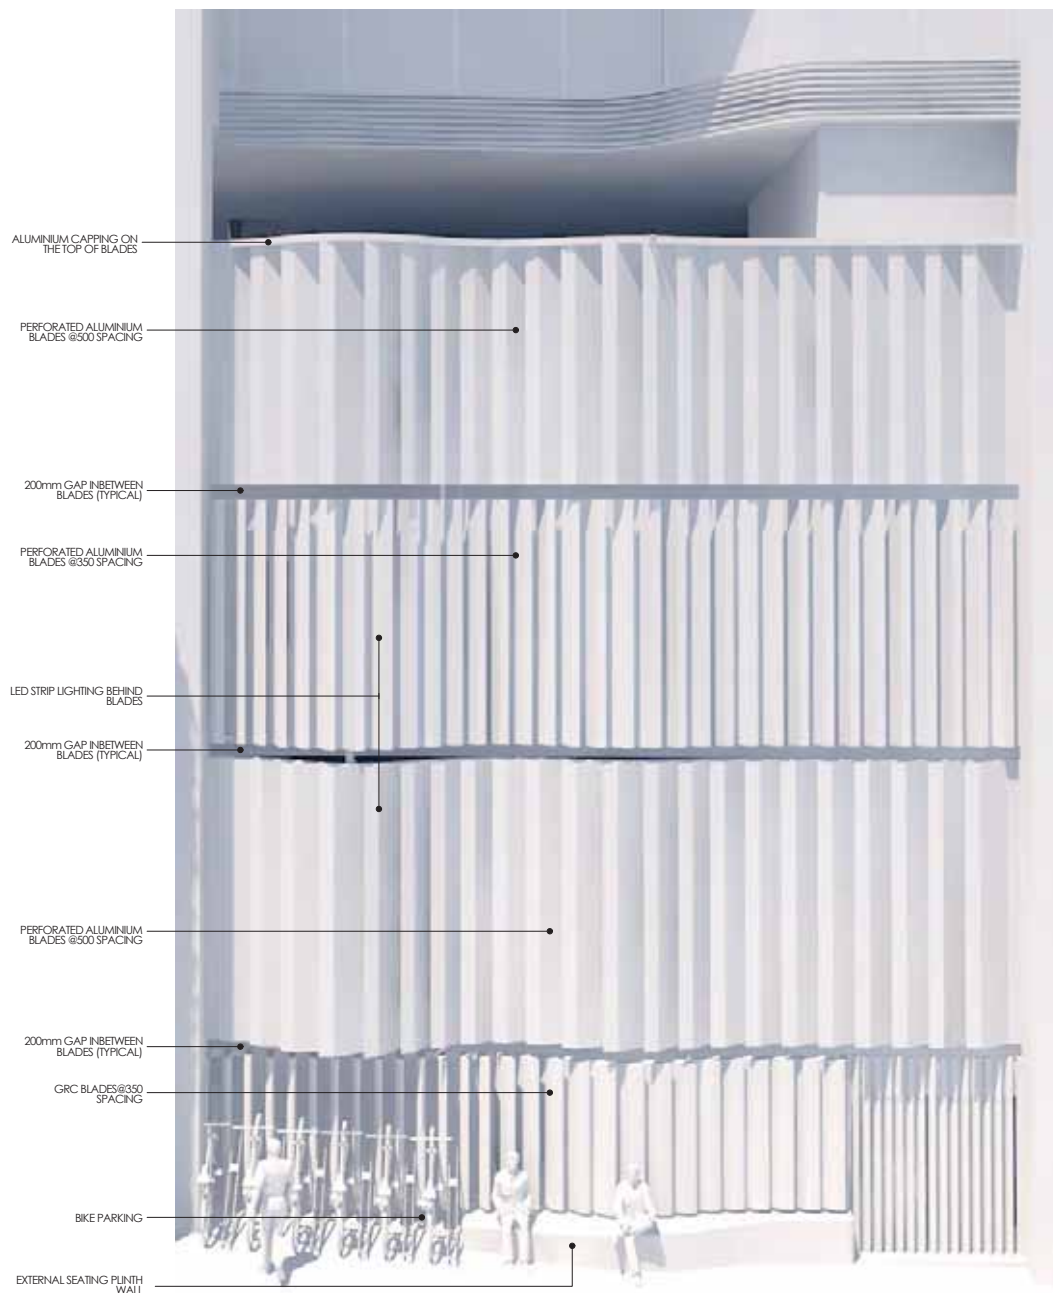 ALUMINIUM CAPPING ON
THE TOP OF BLADES
PERFORATED ALUMINIUM
BLADES @500 SPACING
200mm GAP INBETWEEN
BLADES (TYPICAL)
PERFORATED ALUMINIUM
BLADES @350 SPACING
LED STRIP LIGHTING BEHIND
BLADES
200mm GAP INBETWEEN
BLADES (TYPICAL)
PERFORATED ALUMINIUM
BLADES @500 SPACING
200mm GAP INBETWEEN
BLADES (TYPICAL)
GRC BLADES@350
SPACING
BIKE PARKING
EXTERNAL SEATING PLINTH
WALL